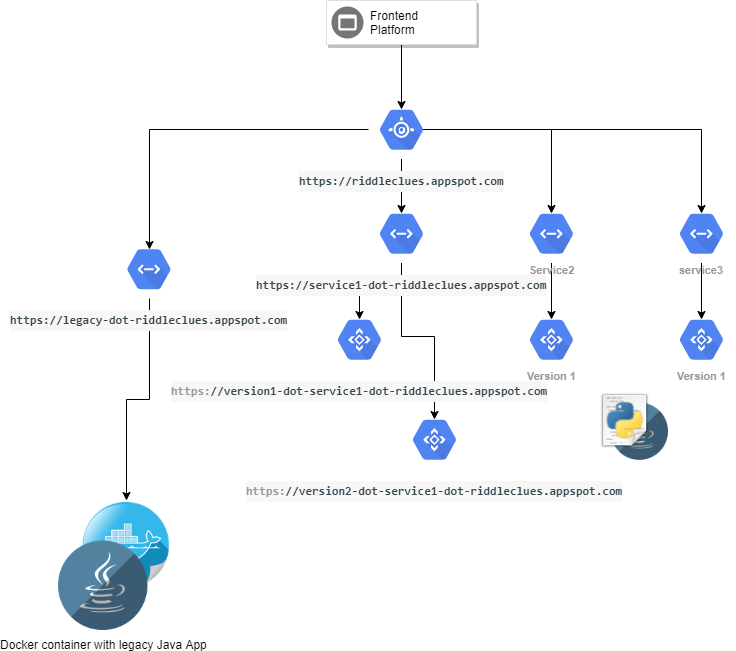 Frontend
Platform
https://riddleclues.appspot.com
Service2
service3
https://service1-dot-riddleclues.appspot.com
https://legacy-dot-riddleclues.appspot.com
Version 1
Version 1
https://version1-dot-service1-dot-riddleclues.appspot.com
https://version2-dot-service1-dot-riddleclues.appspot.com
Docker container with legacy Java App